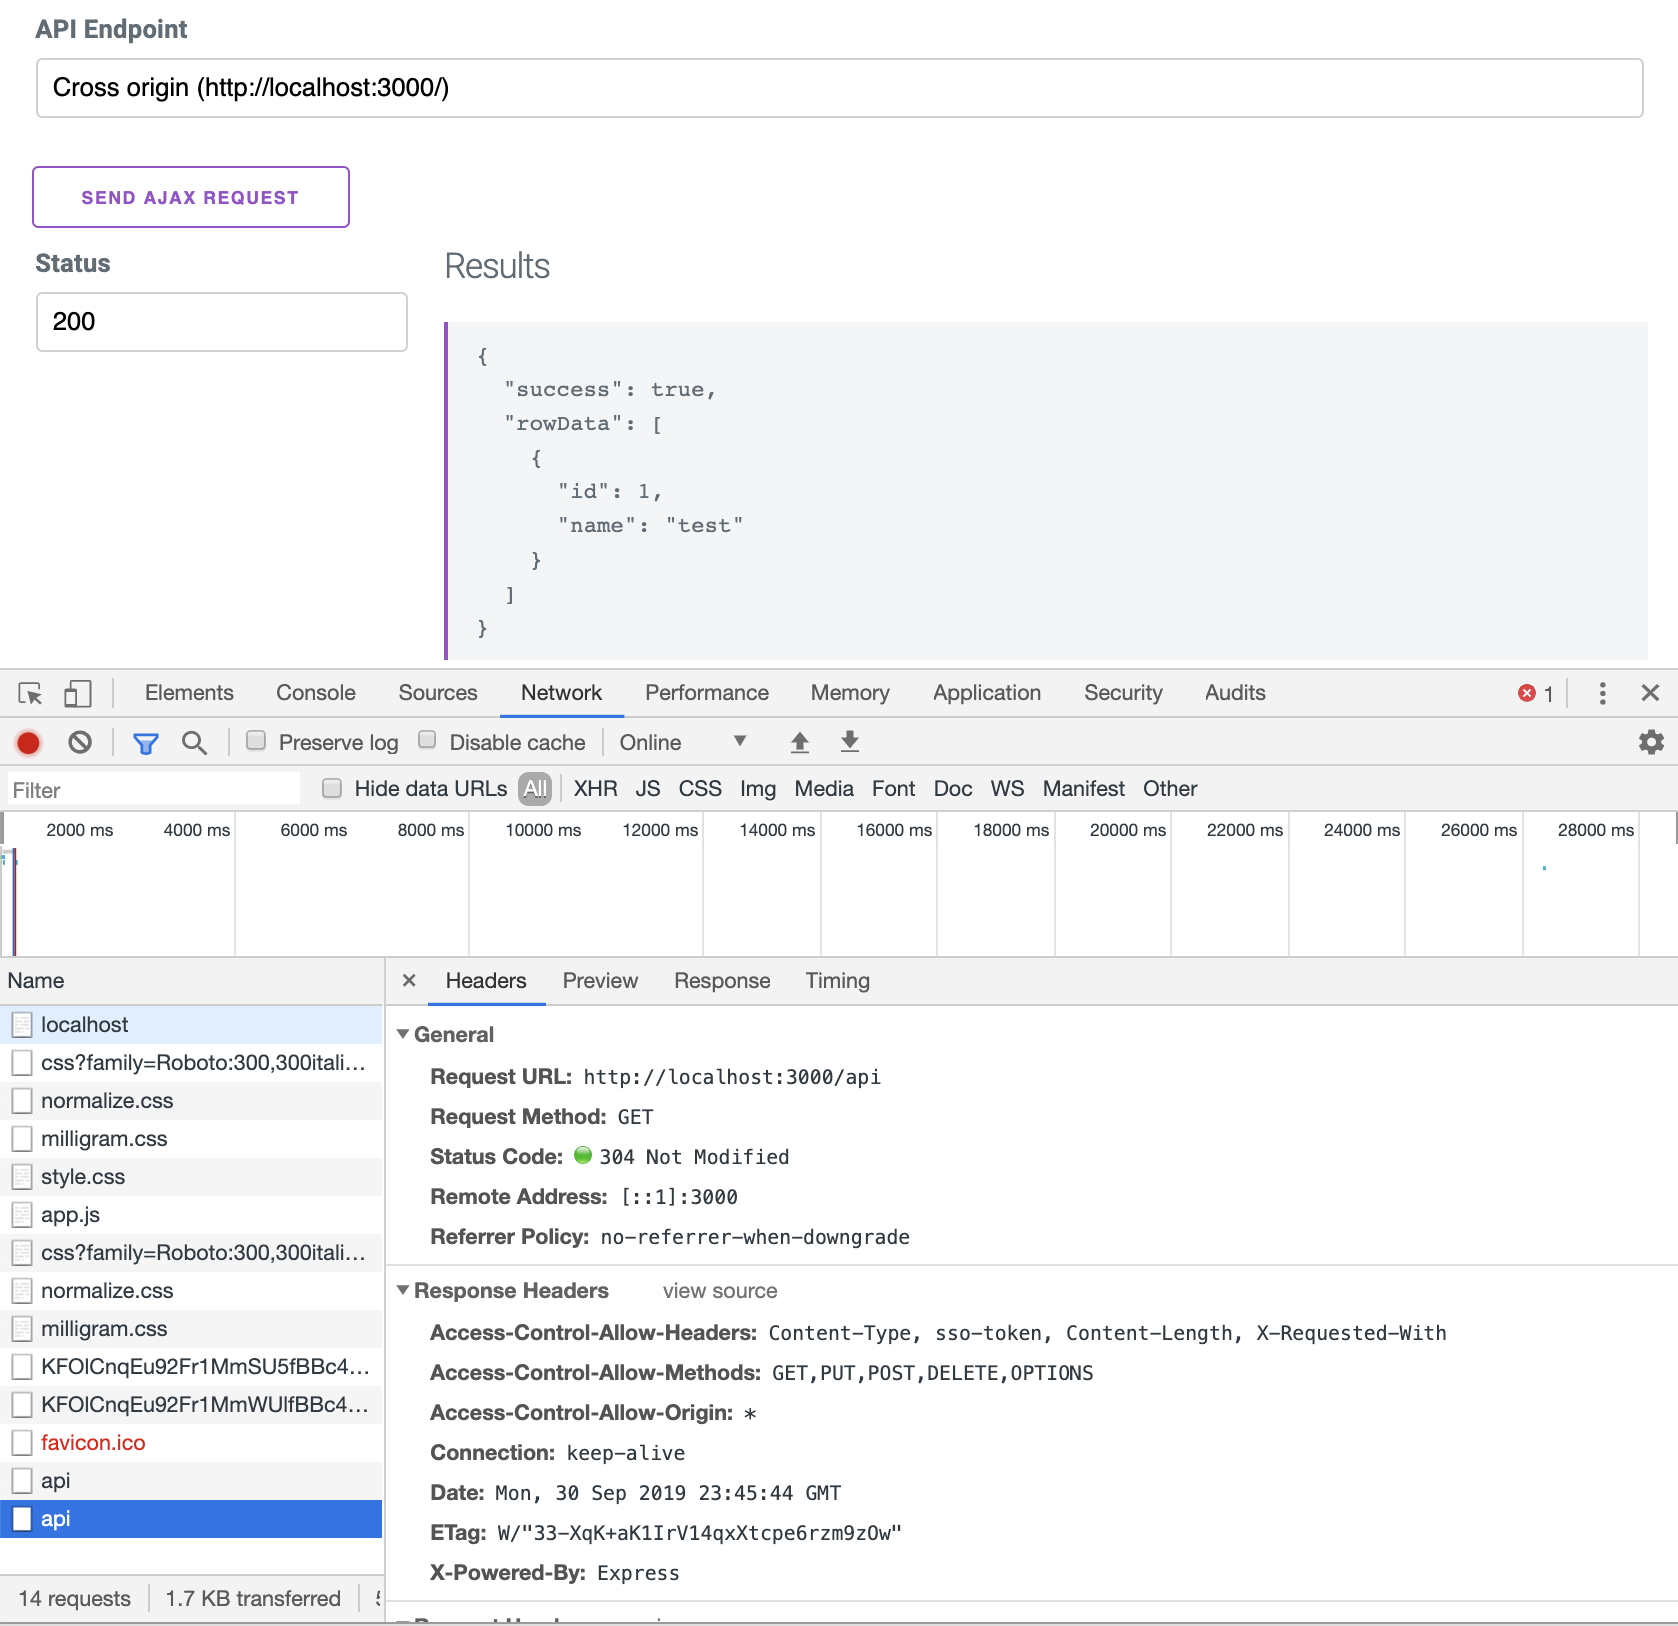 API Endpoint
Cross origin (http://localhost:3000/)
SEND AJAX REQUEST
Status
200
Results
{
"success": true,
"rowData": [
{
"id": 1,
"name": "test"
}
]
}
Elements Console Sources Network Performance Memory Application Security Audits 1
Preserve log Disable cache Online
Filter Hide data URLs All XHR JS CSS Img Media Font Doc WS Manifest Other
2000 ms 4000 ms 6000 ms 8000 ms 10000 ms 12000 ms 14000 ms 16000 ms 18000 ms 20000 ms 22000 ms 24000 ms 26000 ms 28000 ms
Name
localhost
css?family=Roboto:300,300itali...
normalize.css
milligram.css
style.css
app.js
css?family=Roboto:300,300itali...
normalize.css
milligram.css
KFOlCnqEu92Fr1MmSU5fBBc4...
KFOlCnqEu92Fr1MmWUlfBBc4...
favicon.ico
api
api
14 requests 1.7 KB transferred
Headers Preview Response Timing
General
Request URL: http://localhost:3000/api
Request Method: GET
Status Code: 304 Not Modified
Remote Address: [::1]:3000
Referrer Policy: no-referrer-when-downgrade
Response Headers view source
Access-Control-Allow-Headers: Content-Type, sso-token, Content-Length, X-Requested-With
Access-Control-Allow-Methods: GET,PUT,POST,DELETE,OPTIONS
Access-Control-Allow-Origin: *
Connection: keep-alive
Date: Mon, 30 Sep 2019 23:45:44 GMT
ETag: W/"33-XqK+aK1IrV14qxXtcpe6rzm9zOw"
X-Powered-By: Express